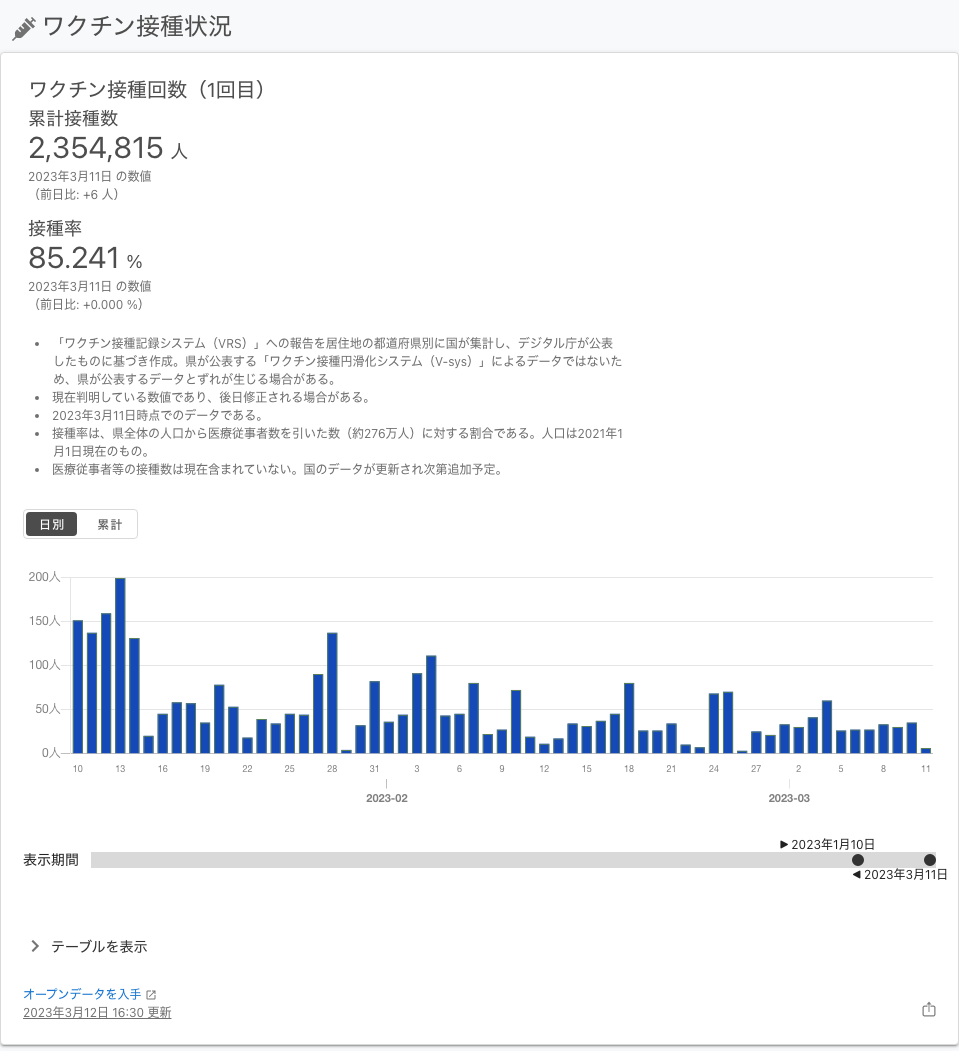 ワクチン接種状況
ワクチン接種回数（1回目）
累計接種数
2,354,815 人
2023年3月11日 の数値
（前日比: +6 人）
接種率
85.241 %
2023年3月11日 の数値
（前日比: +0.000 %）
• 「ワクチン接種記録システム（VRS）」への報告を居住地の都道府県別に国が集計し、デジタル庁が公表
したものに基づき作成。県が公表する「ワクチン接種円滑化システム（V-sys）」によるデータではないた
め、県が公表するデータとずれが生じる場合がある。
• 現在判明している数値であり、後日修正される場合がある。
• 2023年3月11日時点でのデータである。
• 接種率は、県全体の人口から医療従事者数を引いた数（約276万人）に対する割合である。人口は2021年1
月1日現在のもの。
• 医療従事者等の接種数は現在含まれていない。国のデータが更新され次第追加予定。
日別 累計
200人
150人
100人
50人
0人
10 13 16 19 22 25 28 31 3 6 9 12 15 18 21 24 27 2 5 8 11
2023-02 2023-03
▶ 2023年1月10日
表示期間
◀ 2023年3月11日
テーブルを表示
オープンデータを入手
2023年3月12日 16:30 更新